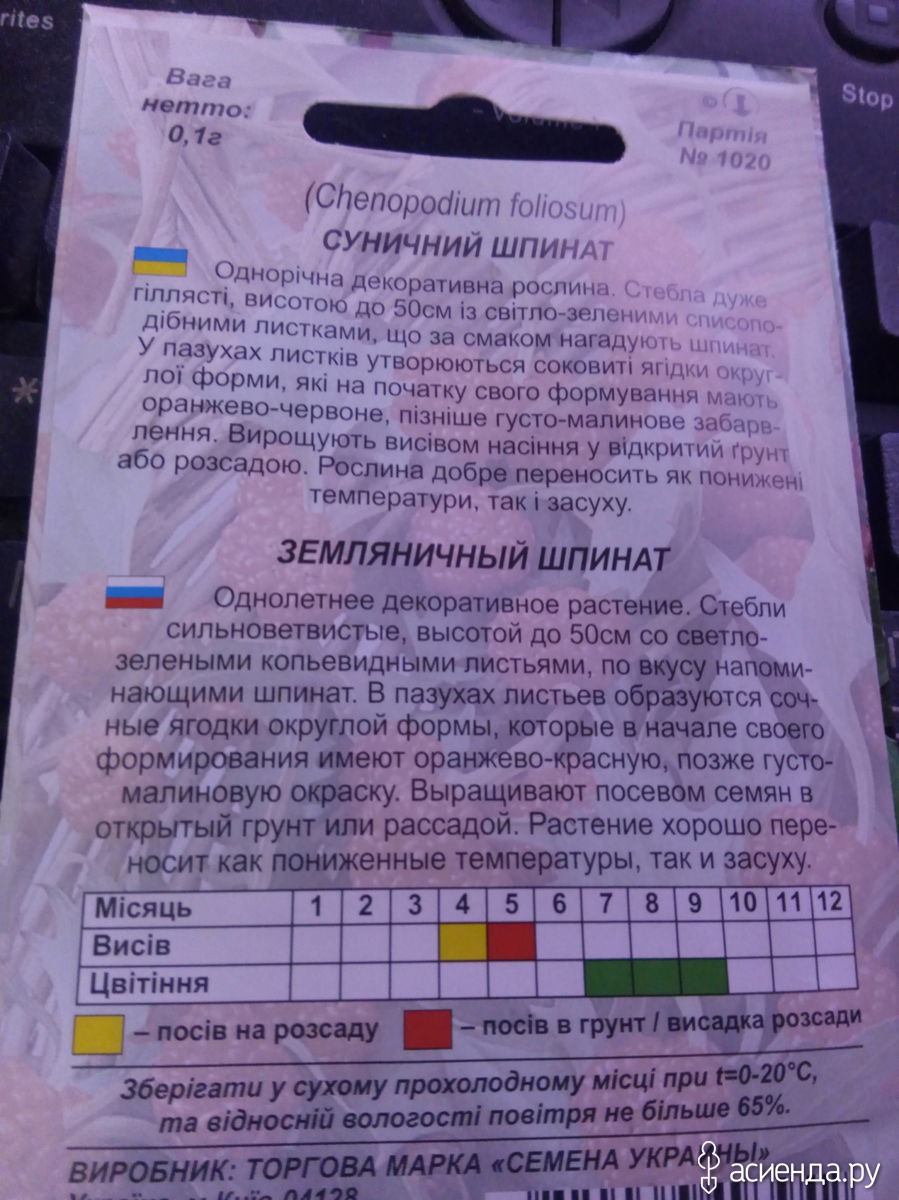 rites
Stop
Вага
нетто:
0,1г
Партія
№ 1020
(Chenopodium foliosum)
СУНИЧНИЙ ШПИНАТ
Однорічна декоративна рослина. Стебла дуже
гіллясті, висотою до 50см із світло-зеленими списопо-
дібними листками, що за смаком нагадують шпинат.
У пазухах листків утворюються соковиті ягідки округ-
лої форми, які на початку свого формування мають
оранжево-червоне, пізніше густо-малинове забарв-
лення. Вирощують висівом насіння у відкритий ґрунт
або розсадою. Рослина добре переносить як понижені
температури, так і засуху.
ЗЕМЛЯНИЧНЫЙ ШПИНАТ
Однолетнее декоративное растение. Стебли
сильноветвистые, высотой до 50см со светло-
зелеными копьевидными листьями, по вкусу напоми-
нающими шпинат. В пазухах листьев образуются соч-
ные ягодки округлой формы, которые в начале своего
формирования имеют оранжево-красную, позже густо-
малиновую окраску. Выращивают посевом семян в
открытый грунт или рассадой. Растение хорошо пере-
носит как пониженные температуры, так и засуху.
Місяць 1 2 3 4 5 6 7 8 9 10 11 12
Висів
Цвітіння
– посів на розсаду – посів в грунт / висадка розсади
Зберігати у сухому прохолодному місці при t=0-20°С,
та відносній вологості повітря не більше 65%.
ВИРОБНИК: ТОРГОВА МАРКА «СЕМЕНА УКРАИНЫ»
Україна, м.Київ 04128
асиенда.ру